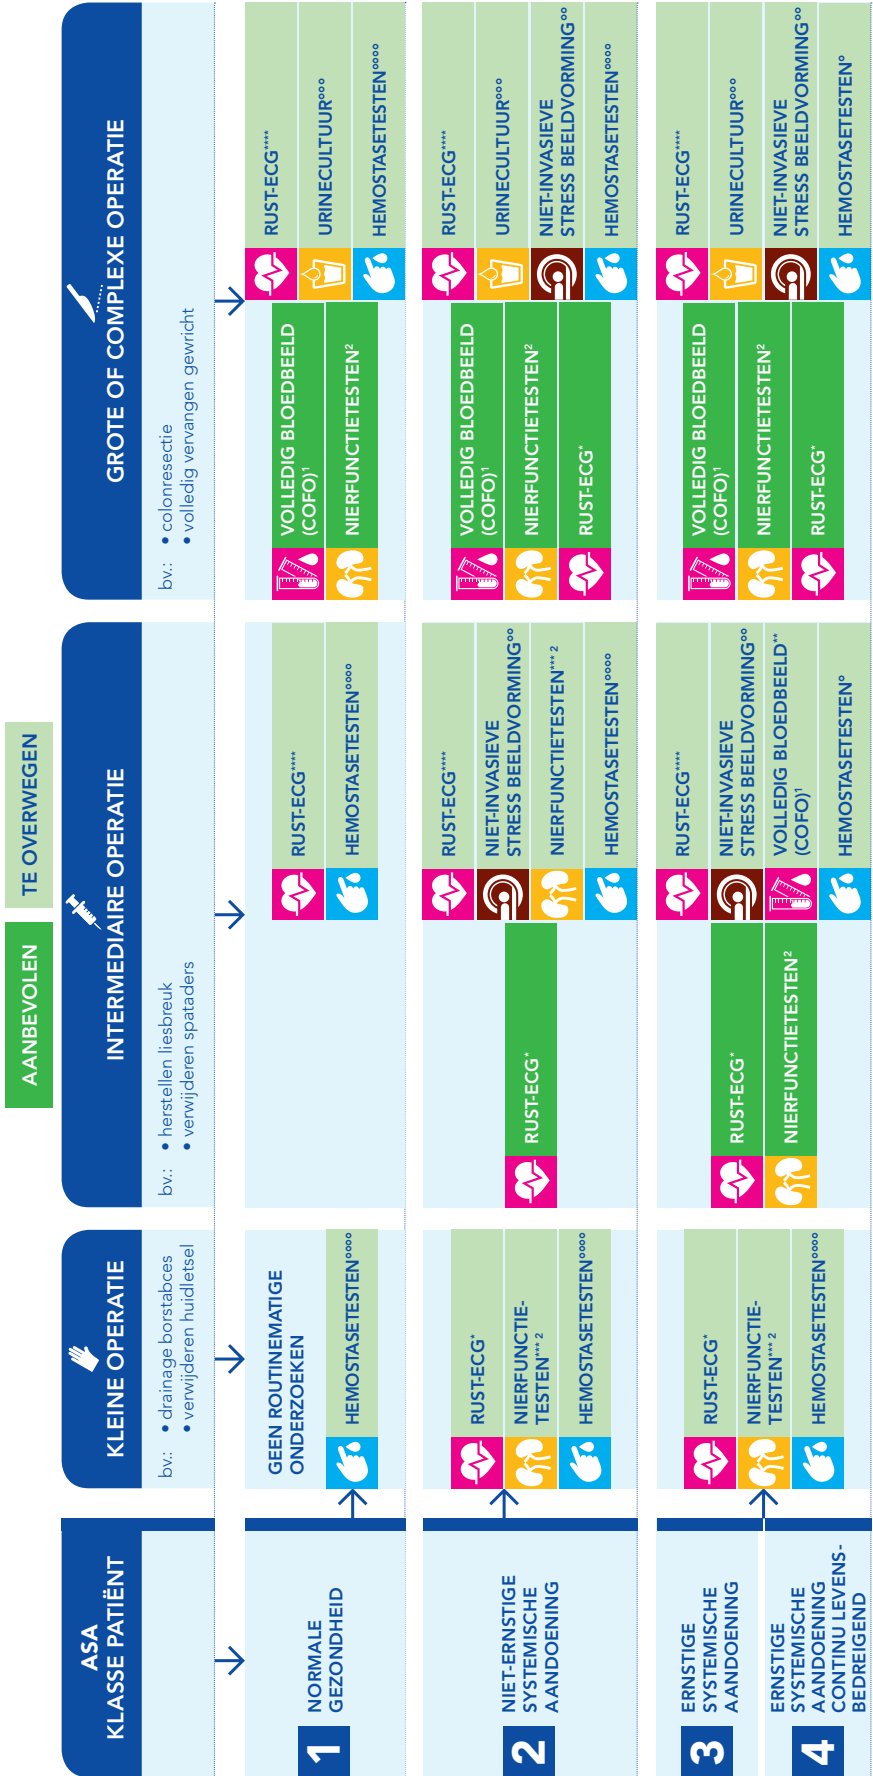 AANBEVOLEN
TE OVERWEGEN
ASA
KLASSE PATIËNT
KLEINE OPERATIE
bv.: • drainage borstabces
• verwijderen huidletsel
INTERMEDIAIRE OPERATIE
bv.: • herstellen liesbreuk
• verwijderen spataders
GROTE OF COMPLEXE OPERATIE
bv.: • colonresectie
• volledig vervangen gewricht
1
NORMALE
GEZONDHEID
GEEN ROUTINEMATIGE
ONDERZOEKEN
HEMOSTASETESTEN°°°°
RUST-ECG****
HEMOSTASETESTEN°°°°
VOLLEDIG BLOEDBEELD
(COFO)¹
NIERFUNCTIETESTEN²
RUST-ECG****
URINECULTUUR°°°
HEMOSTASETESTEN°°°°
2
NIET-ERNSTIGE
SYSTEMISCHE
AANDOENING
RUST-ECG*
NIERFUNCTIE-
TESTEN*** ²
HEMOSTASETESTEN°°°°
RUST-ECG*
RUST-ECG****
NIET-INVASIEVE
STRESS BEELDVORMING°°
NIERFUNCTIETESTEN*** ²
HEMOSTASETESTEN°°°°
VOLLEDIG BLOEDBEELD
(COFO)¹
NIERFUNCTIETESTEN²
RUST-ECG*
RUST-ECG****
URINECULTUUR°°°
NIET-INVASIEVE
STRESS BEELDVORMING°°
HEMOSTASETESTEN°°°°
3
ERNSTIGE
SYSTEMISCHE
AANDOENING
4
ERNSTIGE
SYSTEMISCHE
AANDOENING
CONTINU LEVENS-
BEDREIGEND
RUST-ECG*
NIERFUNCTIE-
TESTEN*** ²
HEMOSTASETESTEN°°°°
RUST-ECG*
NIERFUNCTIETESTEN²
RUST-ECG****
NIET-INVASIEVE
STRESS BEELDVORMING°°
VOLLEDIG BLOEDBEELD**
(COFO)¹
HEMOSTASETESTEN°
VOLLEDIG BLOEDBEELD
(COFO)¹
NIERFUNCTIETESTEN²
RUST-ECG*
RUST-ECG****
URINECULTUUR°°°
NIET-INVASIEVE
STRESS BEELDVORMING°°
HEMOSTASETESTEN°